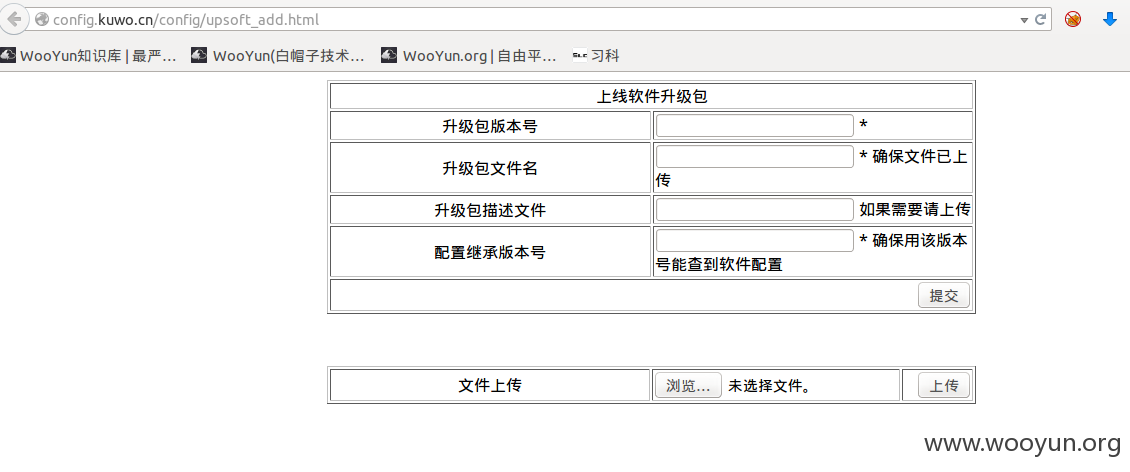 config.kuwo.cn/config/upsoft_add.html
WooYun知识库 | 最严… WooYun(白帽子技术… WooYun.org | 自由平… 习科
上线软件升级包
升级包版本号 *
升级包文件名 * 确保文件已上
传
升级包描述文件 如果需要请上传
配置继承版本号 * 确保用该版本
号能查到软件配置
提交
文件上传 浏览… 未选择文件。 上传
www.wooyun.org